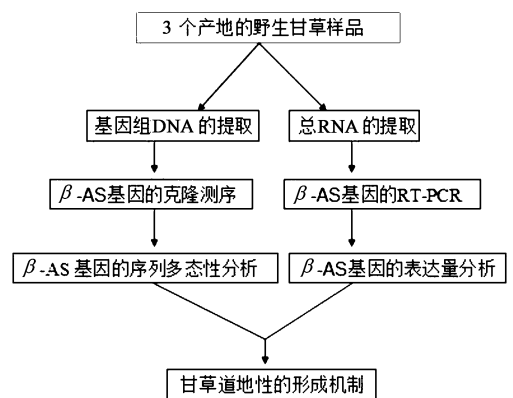 3 个产地的野生甘草样品
基因组DNA 的提取
总RNA 的提取
β-AS基因的克隆测序
β-AS基因的RT-PCR
β-AS 基因的序列多态性分析
β-AS基因的表达量分析
甘草道地性的形成机制